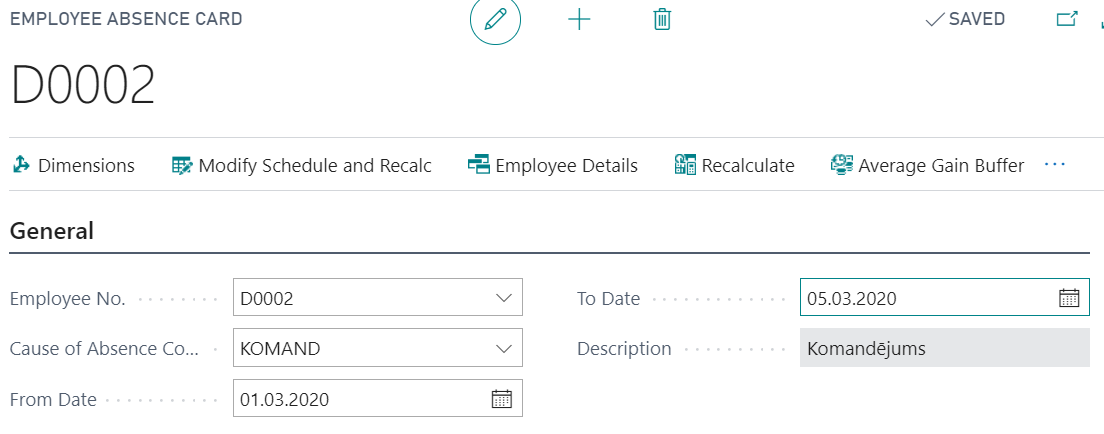 EMPLOYEE ABSENCE CARD
SAVED
D0002
Dimensions Modify Schedule and Recalc Employee Details Recalculate Average Gain Buffer ...
General
Employee No. D0002 To Date 05.03.2020
Cause of Absence Co... KOMAND Description Komandējums
From Date 01.03.2020